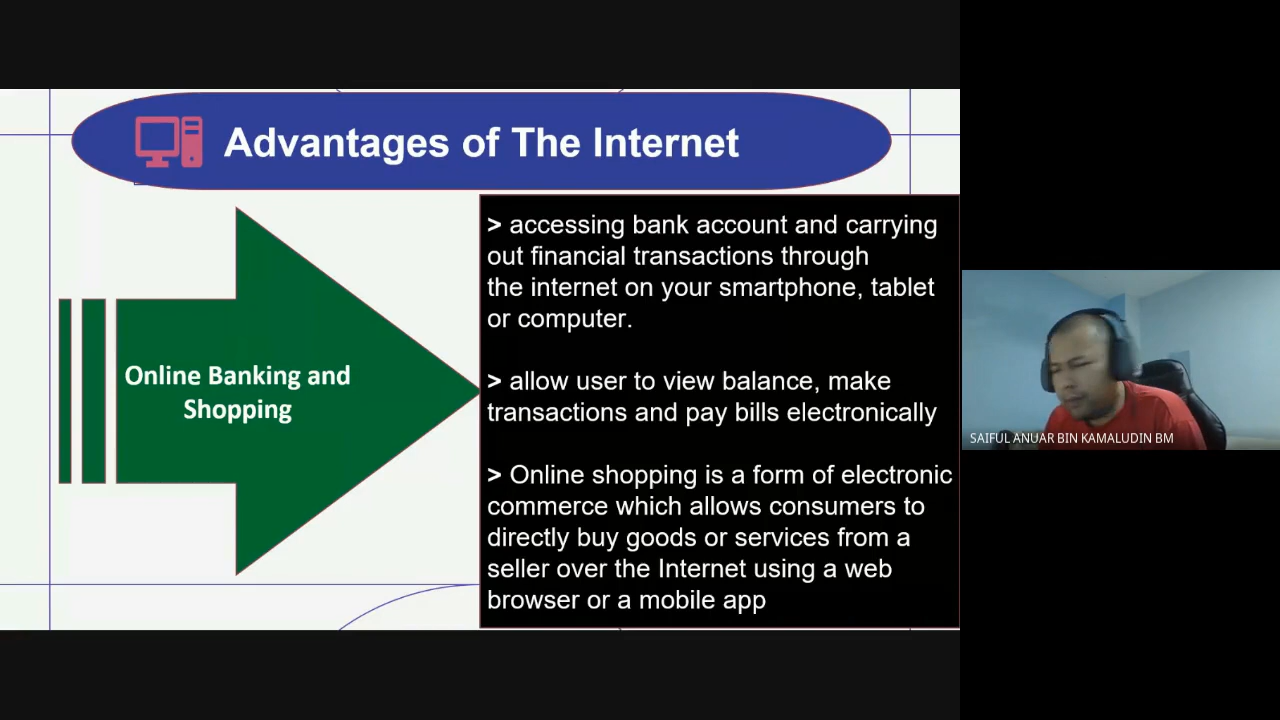 Advantages of The Internet
Online Banking and
Shopping
> accessing bank account and carrying
out financial transactions through
the internet on your smartphone, tablet
or computer.
> allow user to view balance, make
transactions and pay bills electronically
> Online shopping is a form of electronic
commerce which allows consumers to
directly buy goods or services from a
seller over the Internet using a web
browser or a mobile app
SAIFUL ANUAR BIN KAMALUDIN BM